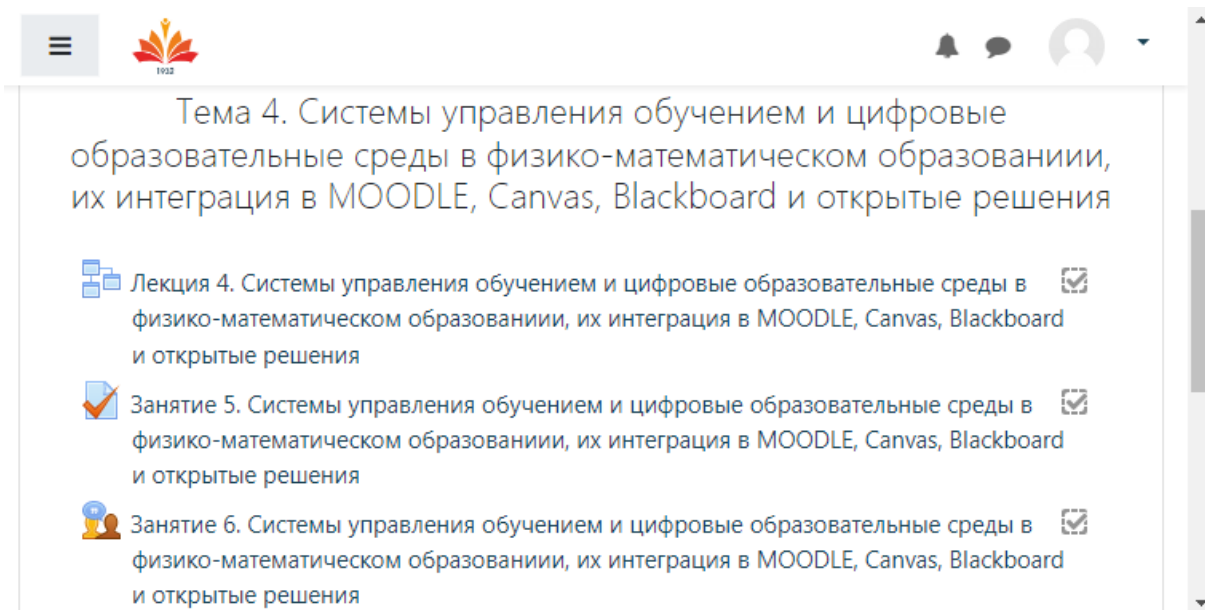 1932
Тема 4. Системы управления обучением и цифровые
образовательные среды в физико-математическом образованиии,
их интеграция в MOODLE, Canvas, Blackboard и открытые решения
Лекция 4. Системы управления обучением и цифровые образовательные среды в
физико-математическом образованиии, их интеграция в MOODLE, Canvas, Blackboard
и открытые решения
Занятие 5. Системы управления обучением и цифровые образовательные среды в
физико-математическом образованиии, их интеграция в MOODLE, Canvas, Blackboard
и открытые решения
Занятие 6. Системы управления обучением и цифровые образовательные среды в
физико-математическом образованиии, их интеграция в MOODLE, Canvas, Blackboard
и открытые решения